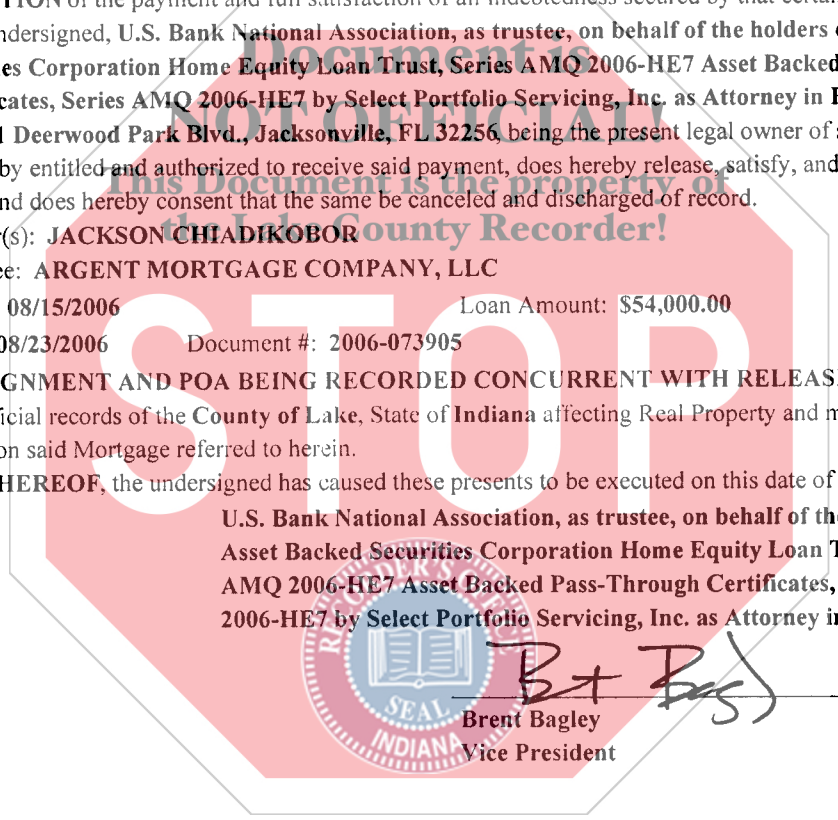 TION of the payment and full satisfaction of an indebtedness secured by that certain
ndersigned, U.S. Bank National Association, as trustee, on behalf of the holders
es Corporation Home Equity Loan Trust, Series AMQ 2006-HE7 Asset Backed
cates, Series AMQ 2006-HE7 by Select Portfolio Servicing, Inc. as Attorney in
Deerwood Park Blvd., Jacksonville, FL 32256, being the present legal owner of
by entitled and authorized to receive said payment, does hereby release, satisfy, and
nd does hereby consent that the same be canceled and discharged of record.
r(s): JACKSON CHIADIKOBOR
ee: ARGENT MORTGAGE COMPANY, LLC
08/15/2006 Loan Amount: $54,000.00
08/23/2006 Document #: 2006-073905
GNMENT AND POA BEING RECORDED CONCURRENT WITH RELEAS
icial records of the County of Lake, State of Indiana affecting Real Property and
on said Mortgage referred to herein.
HEREOF, the undersigned has caused these presents to be executed on this date of
U.S. Bank National Association, as trustee, on behalf of th
Asset Backed Securities Corporation Home Equity Loan T
AMQ 2006-HE7 Asset Backed Pass-Through Certificates,
2006-HE7 by Select Portfolio Servicing, Inc. as Attorney in
Brent Bagley
Vice President
Document is
NOT OFFICIAL!
This Document is the property of
the Lake County Recorder!
STOP
RECORDER'S OFFICE
SEAL
INDIANA